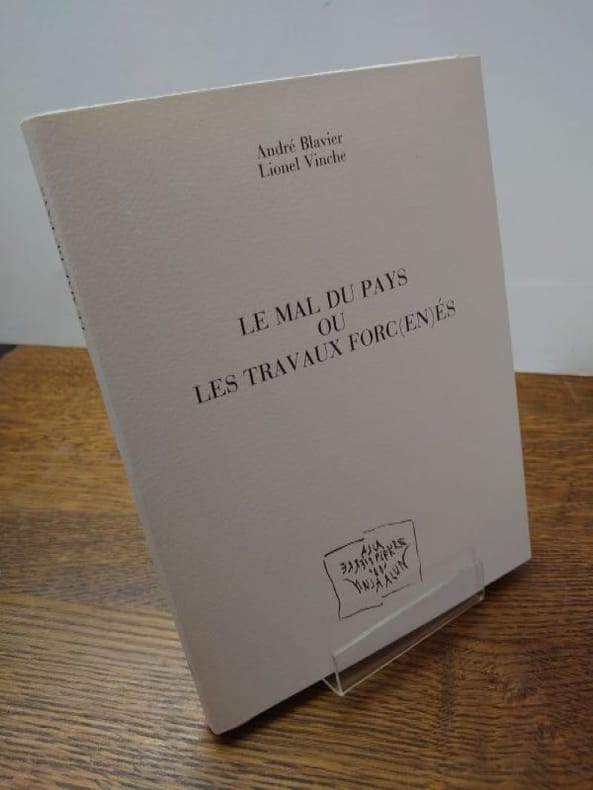 André Blavier
Lionel Vinche
LE MAL DU PAYS
OU
LES TRAVAUX FORC(EN)ÉS